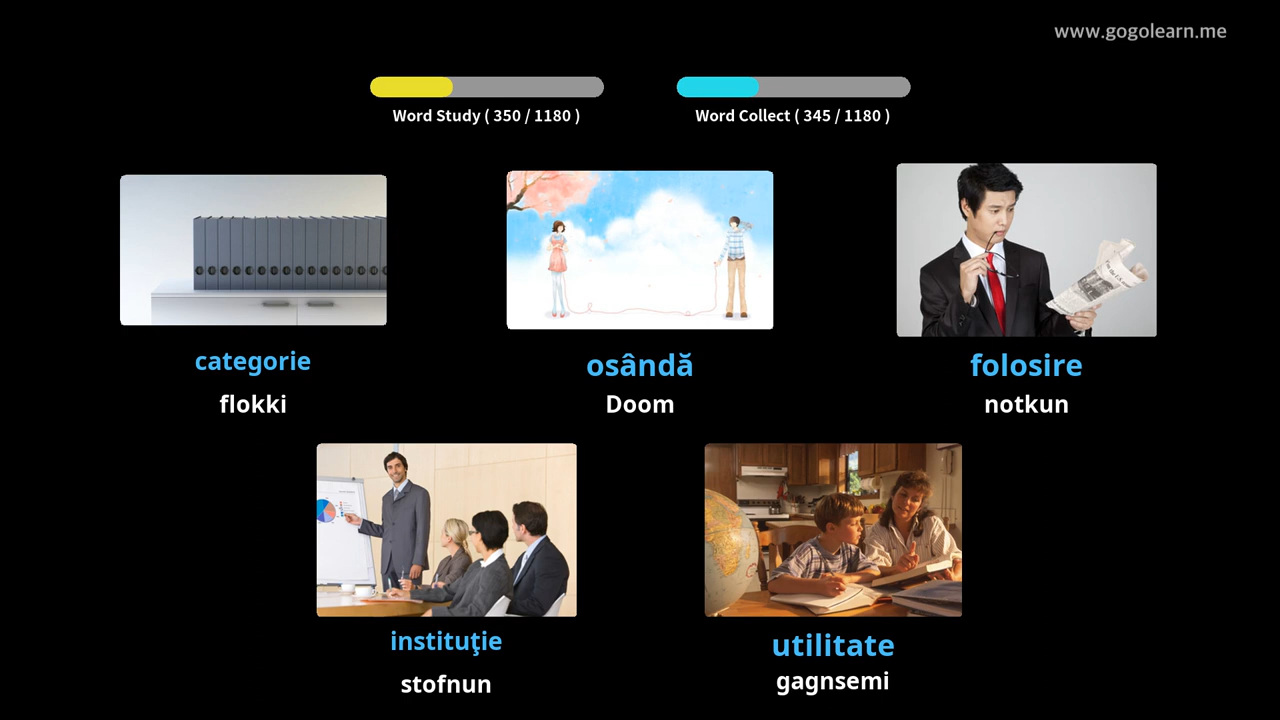 www.gogolearn.me
Word Study ( 350 / 1180 )
Word Collect ( 345 / 1180 )
categorie
flokki
osândă
Doom
folosire
notkun
instituţie
stofnun
utilitate
gagnsemi